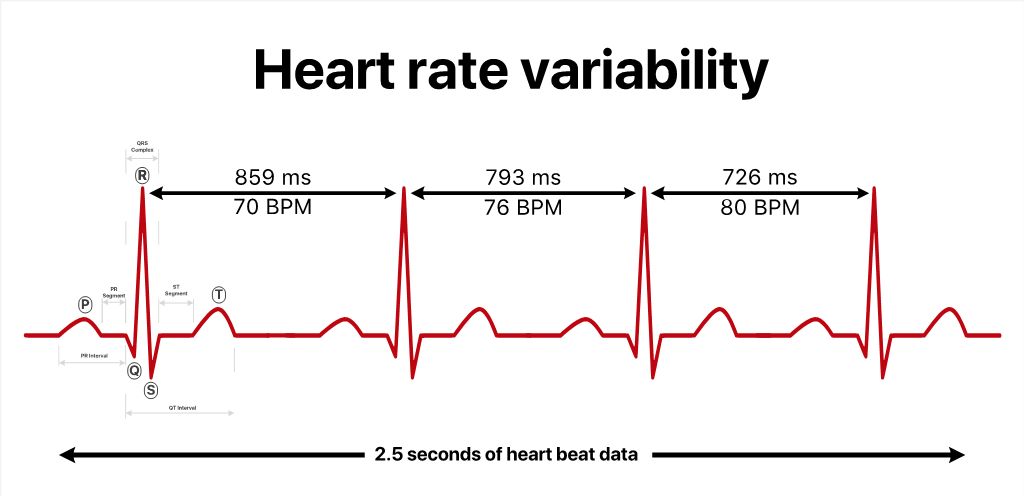 Heart rate variability
QRS
Complex
R
859 ms
70 BPM
793 ms
76 BPM
726 ms
80 BPM
P
PR
Segment
ST
Segment
T
PR Interval
Q
S
QT Interval
2.5 seconds of heart beat data